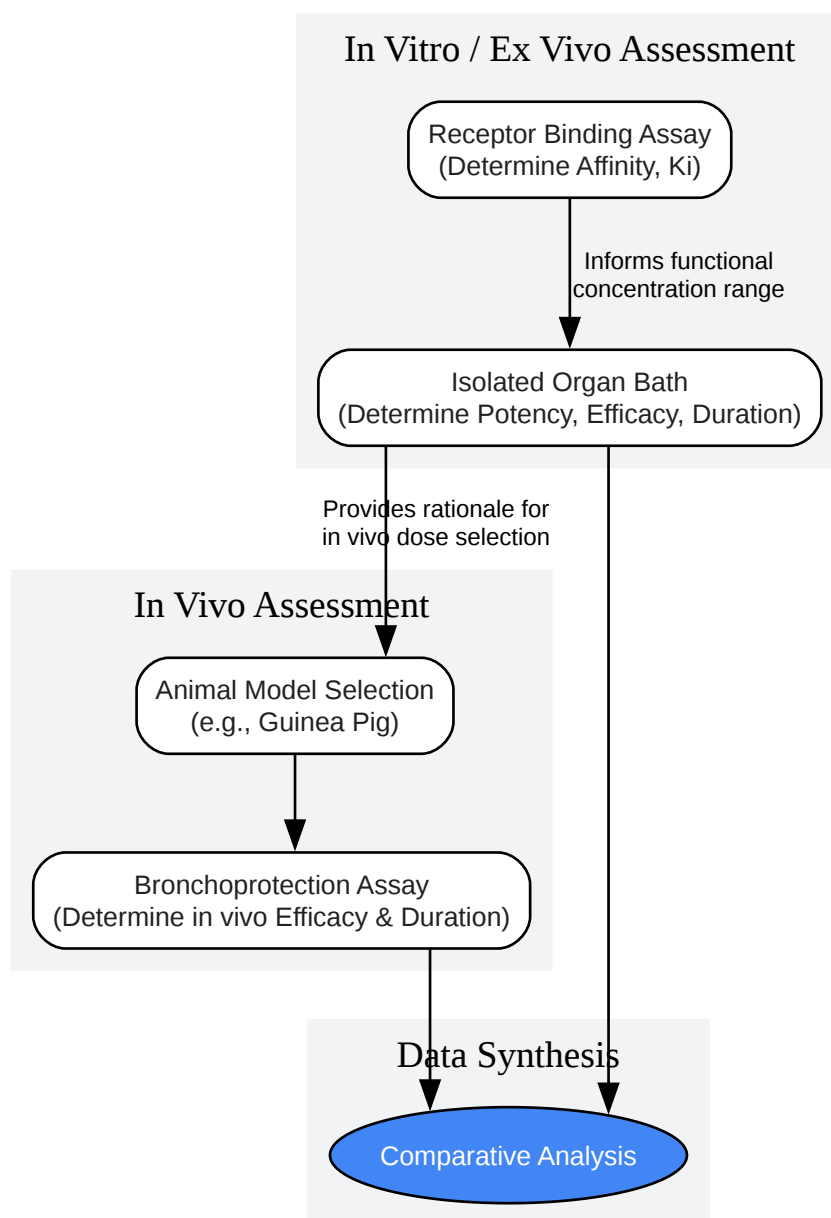 In Vitro / Ex Vivo Assessment
Receptor Binding Assay
(Determine Affinity, Ki)
Informs functional
concentration range
Isolated Organ Bath
(Determine Potency, Efficacy, Duration)
Provides rationale for
in vivo dose selection
In Vivo Assessment
Animal Model Selection
(e.g., Guinea Pig)
Bronchoprotection Assay
(Determine in vivo Efficacy & Duration)
Data Synthesis
Comparative Analysis